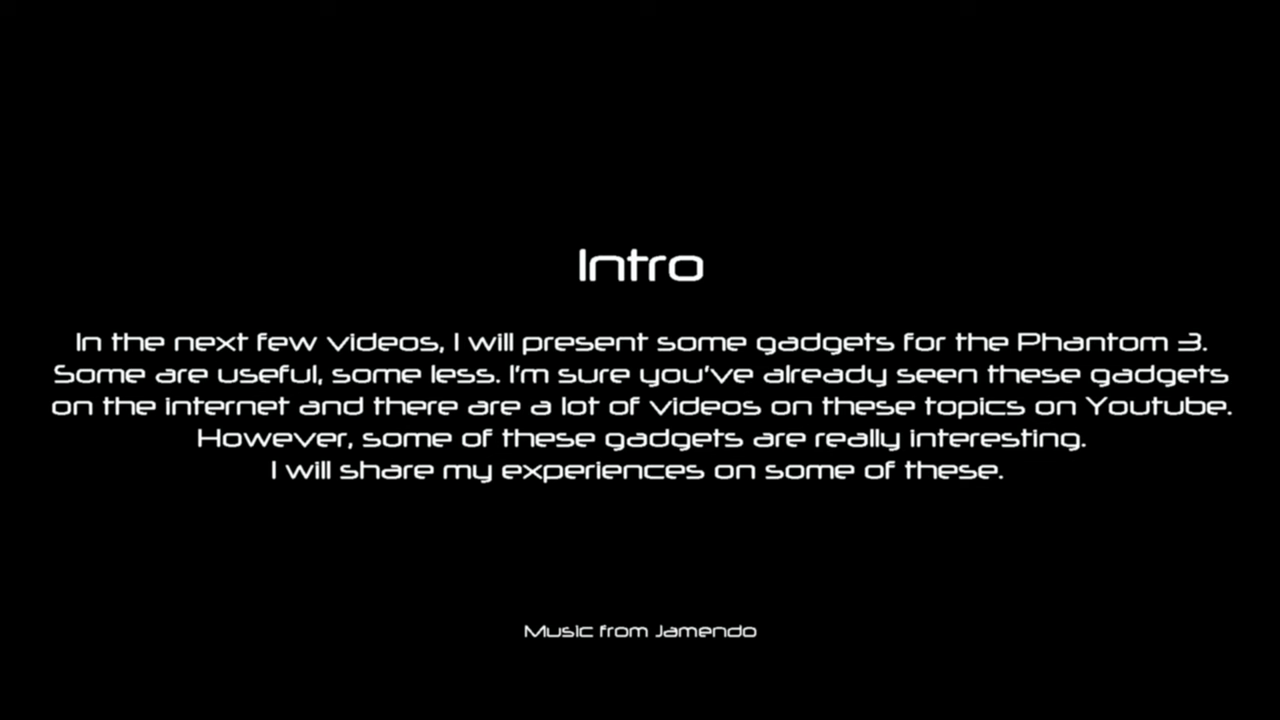 Intro
In the next few videos, I will present some gadgets for the Phantom 3.
Some are useful, some less. I'm sure you've already seen these gadgets
on the internet and there are a lot of videos on these topics on Youtube.
However, some of these gadgets are really interesting.
I will share my experiences on some of these.
Music from Jamendo